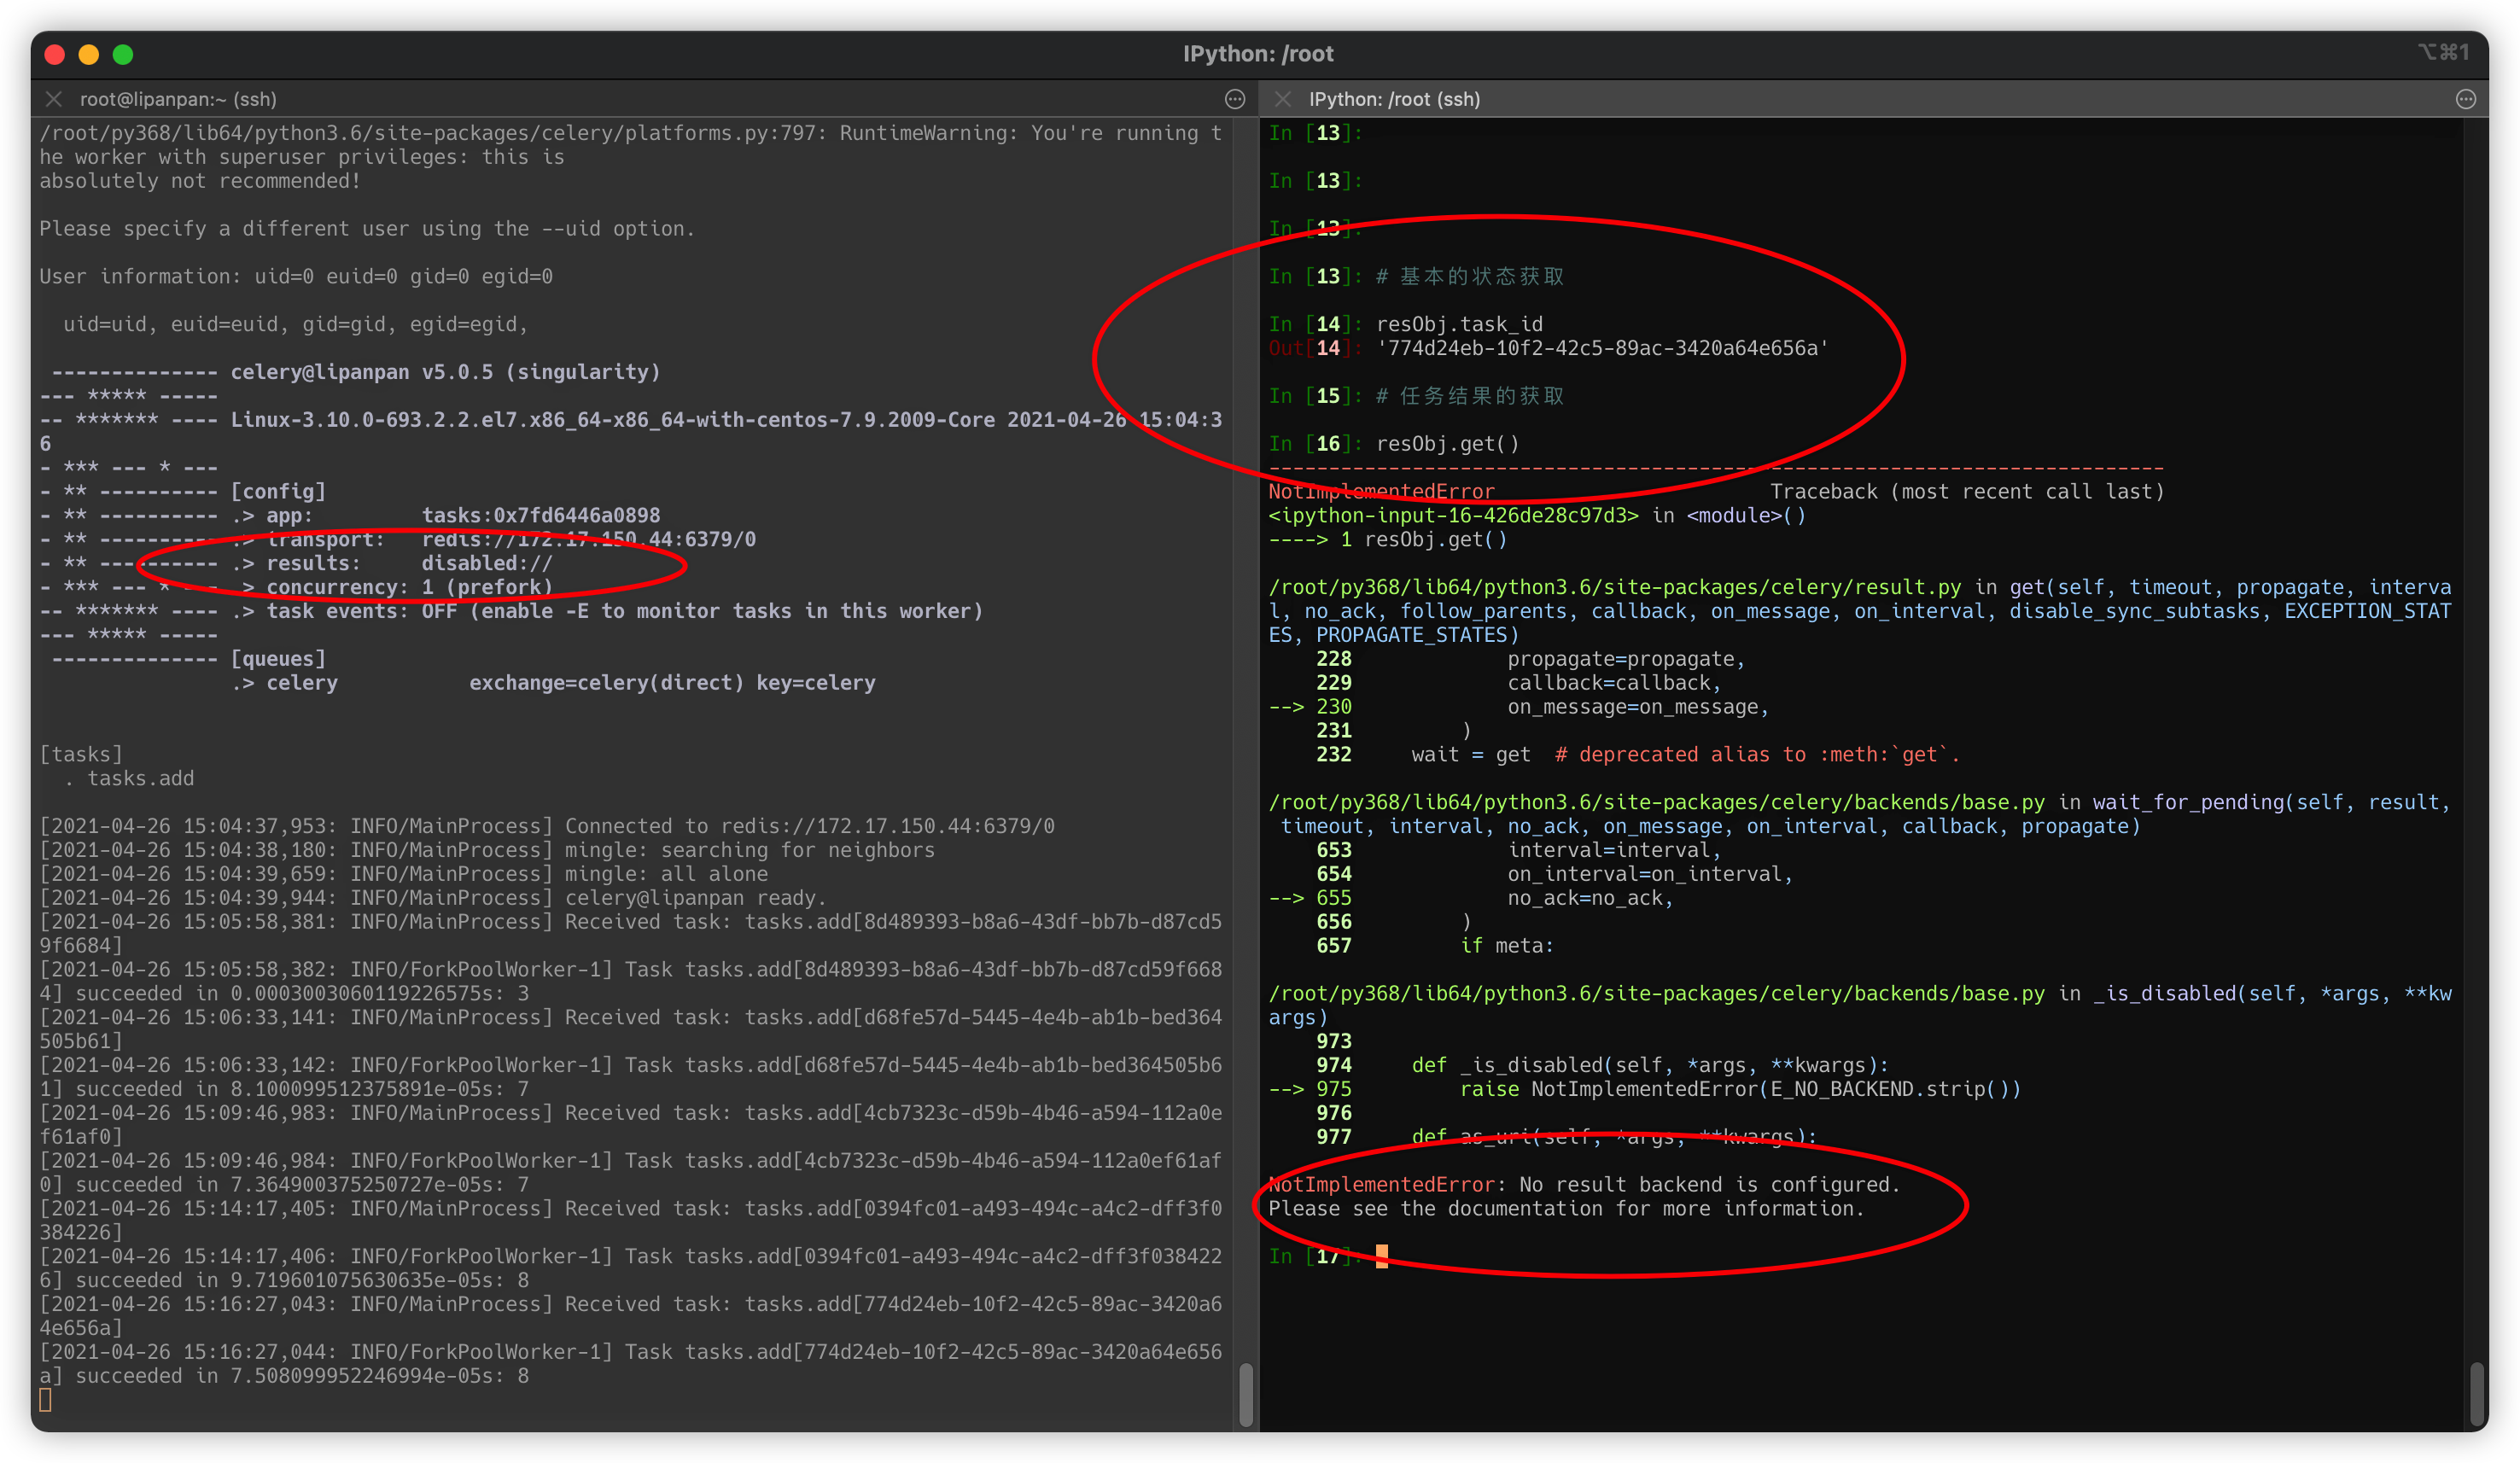 IPython: /root
⌥⌘1
root@lipanpan:~ (ssh)
/root/py368/lib64/python3.6/site-packages/celery/platforms.py:797: RuntimeWarning: You're running t
he worker with superuser privileges: this is
absolutely not recommended!
Please specify a different user using the --uid option.
User information: uid=0 euid=0 gid=0 egid=0
  uid=uid, euid=euid, gid=gid, egid=egid,
 -------------- celery@lipanpan v5.0.5 (singularity)
--- ***** -----
-- ******* ---- Linux-3.10.0-693.2.2.el7.x86_64-x86_64-with-centos-7.9.2009-Core 2021-04-26 15:04:3
6
- *** --- * ---
- ** ---------- [config]
- ** ---------- .> app:         tasks:0x7fd6446a0898
- ** ---------- .> transport:   redis://172.17.150.44:6379/0
- ** ---------- .> results:     disabled://
- *** --- * --- .> concurrency: 1 (prefork)
-- ******* ---- .> task events: OFF (enable -E to monitor tasks in this worker)
--- ***** -----
 -------------- [queues]
                .> celery           exchange=celery(direct) key=celery
[tasks]
  . tasks.add
[2021-04-26 15:04:37,953: INFO/MainProcess] Connected to redis://172.17.150.44:6379/0
[2021-04-26 15:04:38,180: INFO/MainProcess] mingle: searching for neighbors
[2021-04-26 15:04:39,659: INFO/MainProcess] mingle: all alone
[2021-04-26 15:04:39,944: INFO/MainProcess] celery@lipanpan ready.
[2021-04-26 15:05:58,381: INFO/MainProcess] Received task: tasks.add[8d489393-b8a6-43df-bb7b-d87cd5
9f6684]
[2021-04-26 15:05:58,382: INFO/ForkPoolWorker-1] Task tasks.add[8d489393-b8a6-43df-bb7b-d87cd59f668
4] succeeded in 0.0003003060119226575s: 3
[2021-04-26 15:06:33,141: INFO/MainProcess] Received task: tasks.add[d68fe57d-5445-4e4b-ab1b-bed364
505b61]
[2021-04-26 15:06:33,142: INFO/ForkPoolWorker-1] Task tasks.add[d68fe57d-5445-4e4b-ab1b-bed364505b6
1] succeeded in 8.100099512375891e-05s: 7
[2021-04-26 15:09:46,983: INFO/MainProcess] Received task: tasks.add[4cb7323c-d59b-4b46-a594-112a0e
f61af0]
[2021-04-26 15:09:46,984: INFO/ForkPoolWorker-1] Task tasks.add[4cb7323c-d59b-4b46-a594-112a0ef61af
0] succeeded in 7.364900375250727e-05s: 7
[2021-04-26 15:14:17,405: INFO/MainProcess] Received task: tasks.add[0394fc01-a493-494c-a4c2-dff3f0
384226]
[2021-04-26 15:14:17,406: INFO/ForkPoolWorker-1] Task tasks.add[0394fc01-a493-494c-a4c2-dff3f038422
6] succeeded in 9.719601075630635e-05s: 8
[2021-04-26 15:16:27,043: INFO/MainProcess] Received task: tasks.add[774d24eb-10f2-42c5-89ac-3420a6
4e656a]
[2021-04-26 15:16:27,044: INFO/ForkPoolWorker-1] Task tasks.add[774d24eb-10f2-42c5-89ac-3420a64e656
a] succeeded in 7.508099952246994e-05s: 8
IPython: /root (ssh)
In [13]:
In [13]:
In [13]:
In [13]: # 基本的状态获取
In [14]: resObj.task_id
Out[14]: '774d24eb-10f2-42c5-89ac-3420a64e656a'
In [15]: # 任务结果的获取
In [16]: resObj.get()
---------------------------------------------------------------------------
NotImplementedError                       Traceback (most recent call last)
<ipython-input-16-426de28c97d3> in <module>()
----> 1 resObj.get()
/root/py368/lib64/python3.6/site-packages/celery/result.py in get(self, timeout, propagate, interva
l, no_ack, follow_parents, callback, on_message, on_interval, disable_sync_subtasks, EXCEPTION_STAT
ES, PROPAGATE_STATES)
    228             propagate=propagate,
    229             callback=callback,
--> 230             on_message=on_message,
    231         )
    232     wait = get  # deprecated alias to :meth:`get`.
/root/py368/lib64/python3.6/site-packages/celery/backends/base.py in wait_for_pending(self, result,
 timeout, interval, no_ack, on_message, on_interval, callback, propagate)
    653             interval=interval,
    654             on_interval=on_interval,
--> 655             no_ack=no_ack,
    656         )
    657         if meta:
/root/py368/lib64/python3.6/site-packages/celery/backends/base.py in _is_disabled(self, *args, **kw
args)
    973
    974     def _is_disabled(self, *args, **kwargs):
--> 975         raise NotImplementedError(E_NO_BACKEND.strip())
    976
    977     def as_uri(self, *args, **kwargs):
NotImplementedError: No result backend is configured.
Please see the documentation for more information.
In [17]: